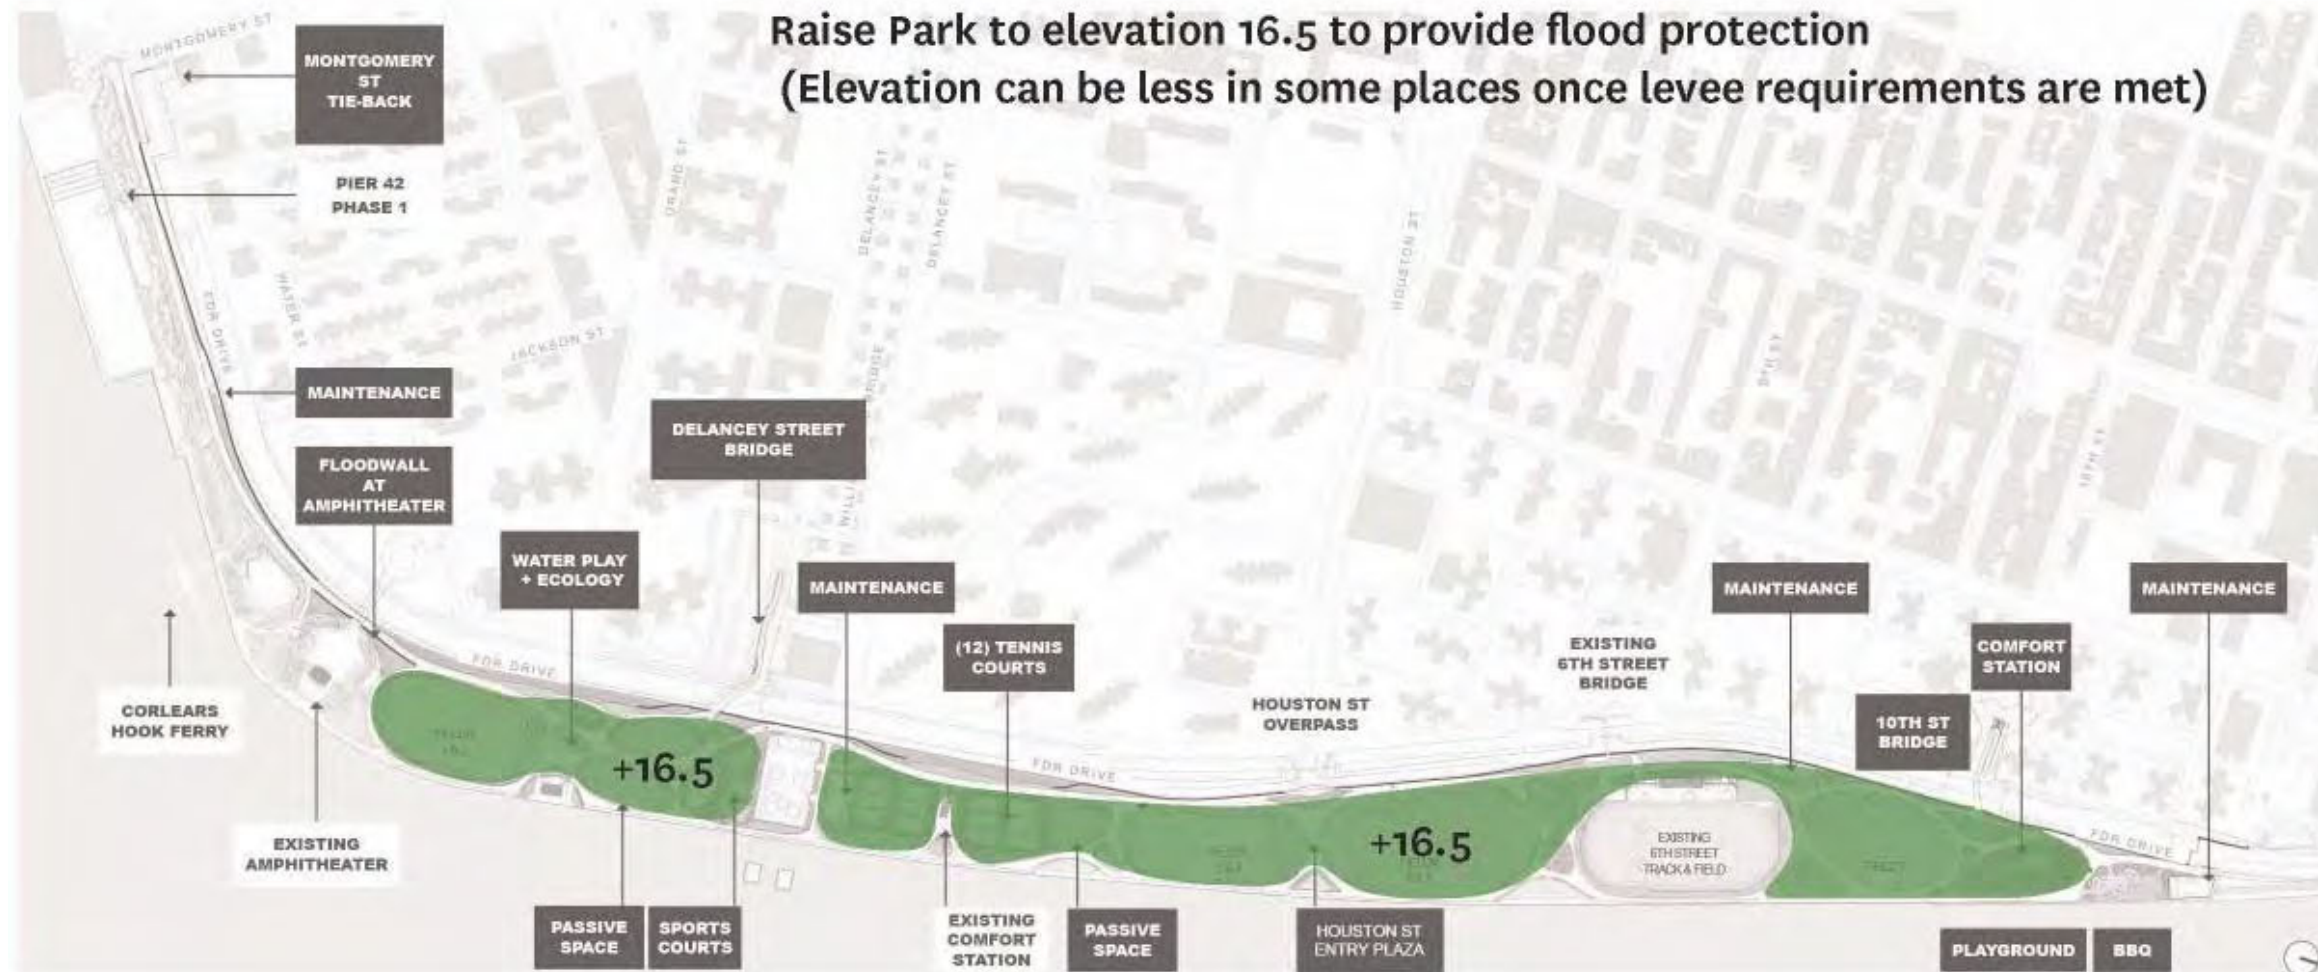 Raise Park to elevation 16.5 to provide flood protection
(Elevation can be less in some places once levee requirements are met)
MONTGOMERY ST
MONTGOMERY
ST
TIE-BACK
PIER 42
PHASE 1
GRAND ST
DELANCEY ST
DELANCEY ST
HOUSTON ST
FDR DRIVE
JACKSON ST
MAINTENANCE
FLOODWALL
AT
AMPHITHEATER
DELANCEY STREET
BRIDGE
WATER PLAY
+ ECOLOGY
MAINTENANCE
(12) TENNIS
COURTS
MAINTENANCE
MAINTENANCE
EXISTING
6TH STREET
BRIDGE
COMFORT
STATION
HOUSTON ST
OVERPASS
10TH ST
BRIDGE
CORLEARS
HOOK FERRY
FDR DRIVE
FDR DRIVE
FDR DRIVE
+16.5
+16.5
EXISTING
6TH STREET
TRACK & FIELD
EXISTING
AMPHITHEATER
PASSIVE
SPACE
SPORTS
COURTS
EXISTING
COMFORT
STATION
PASSIVE
SPACE
HOUSTON ST
ENTRY PLAZA
PLAYGROUND
BBQ